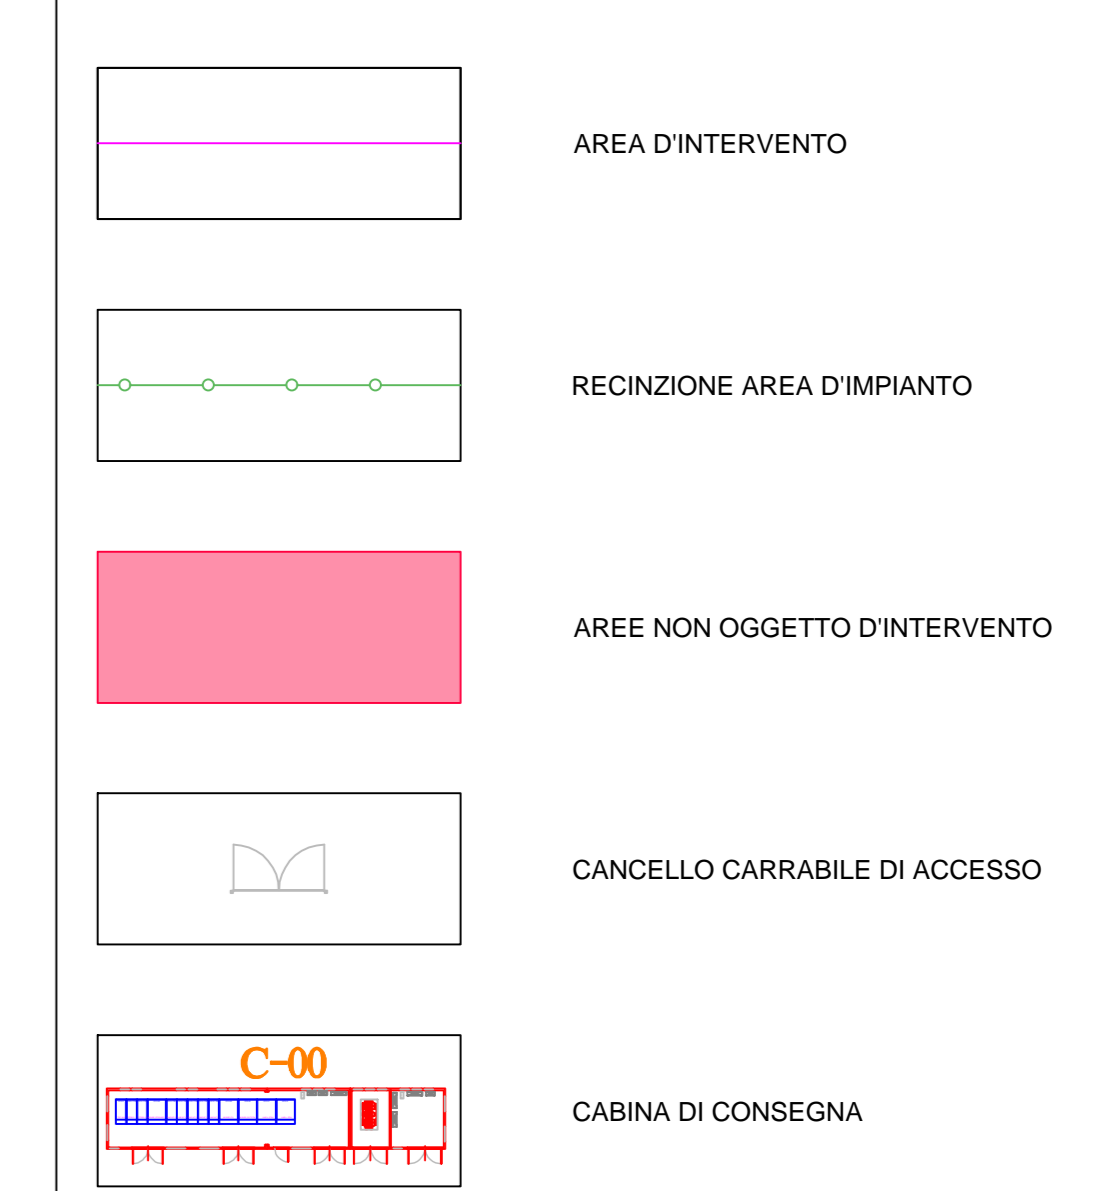 AREA D'INTERVENTO
RECINZIONE AREA D'IMPIANTO
AREE NON OGGETTO D'INTERVENTO
CANCELLO CARRABILE DI ACCESSO
C-00
CABINA DI CONSEGNA